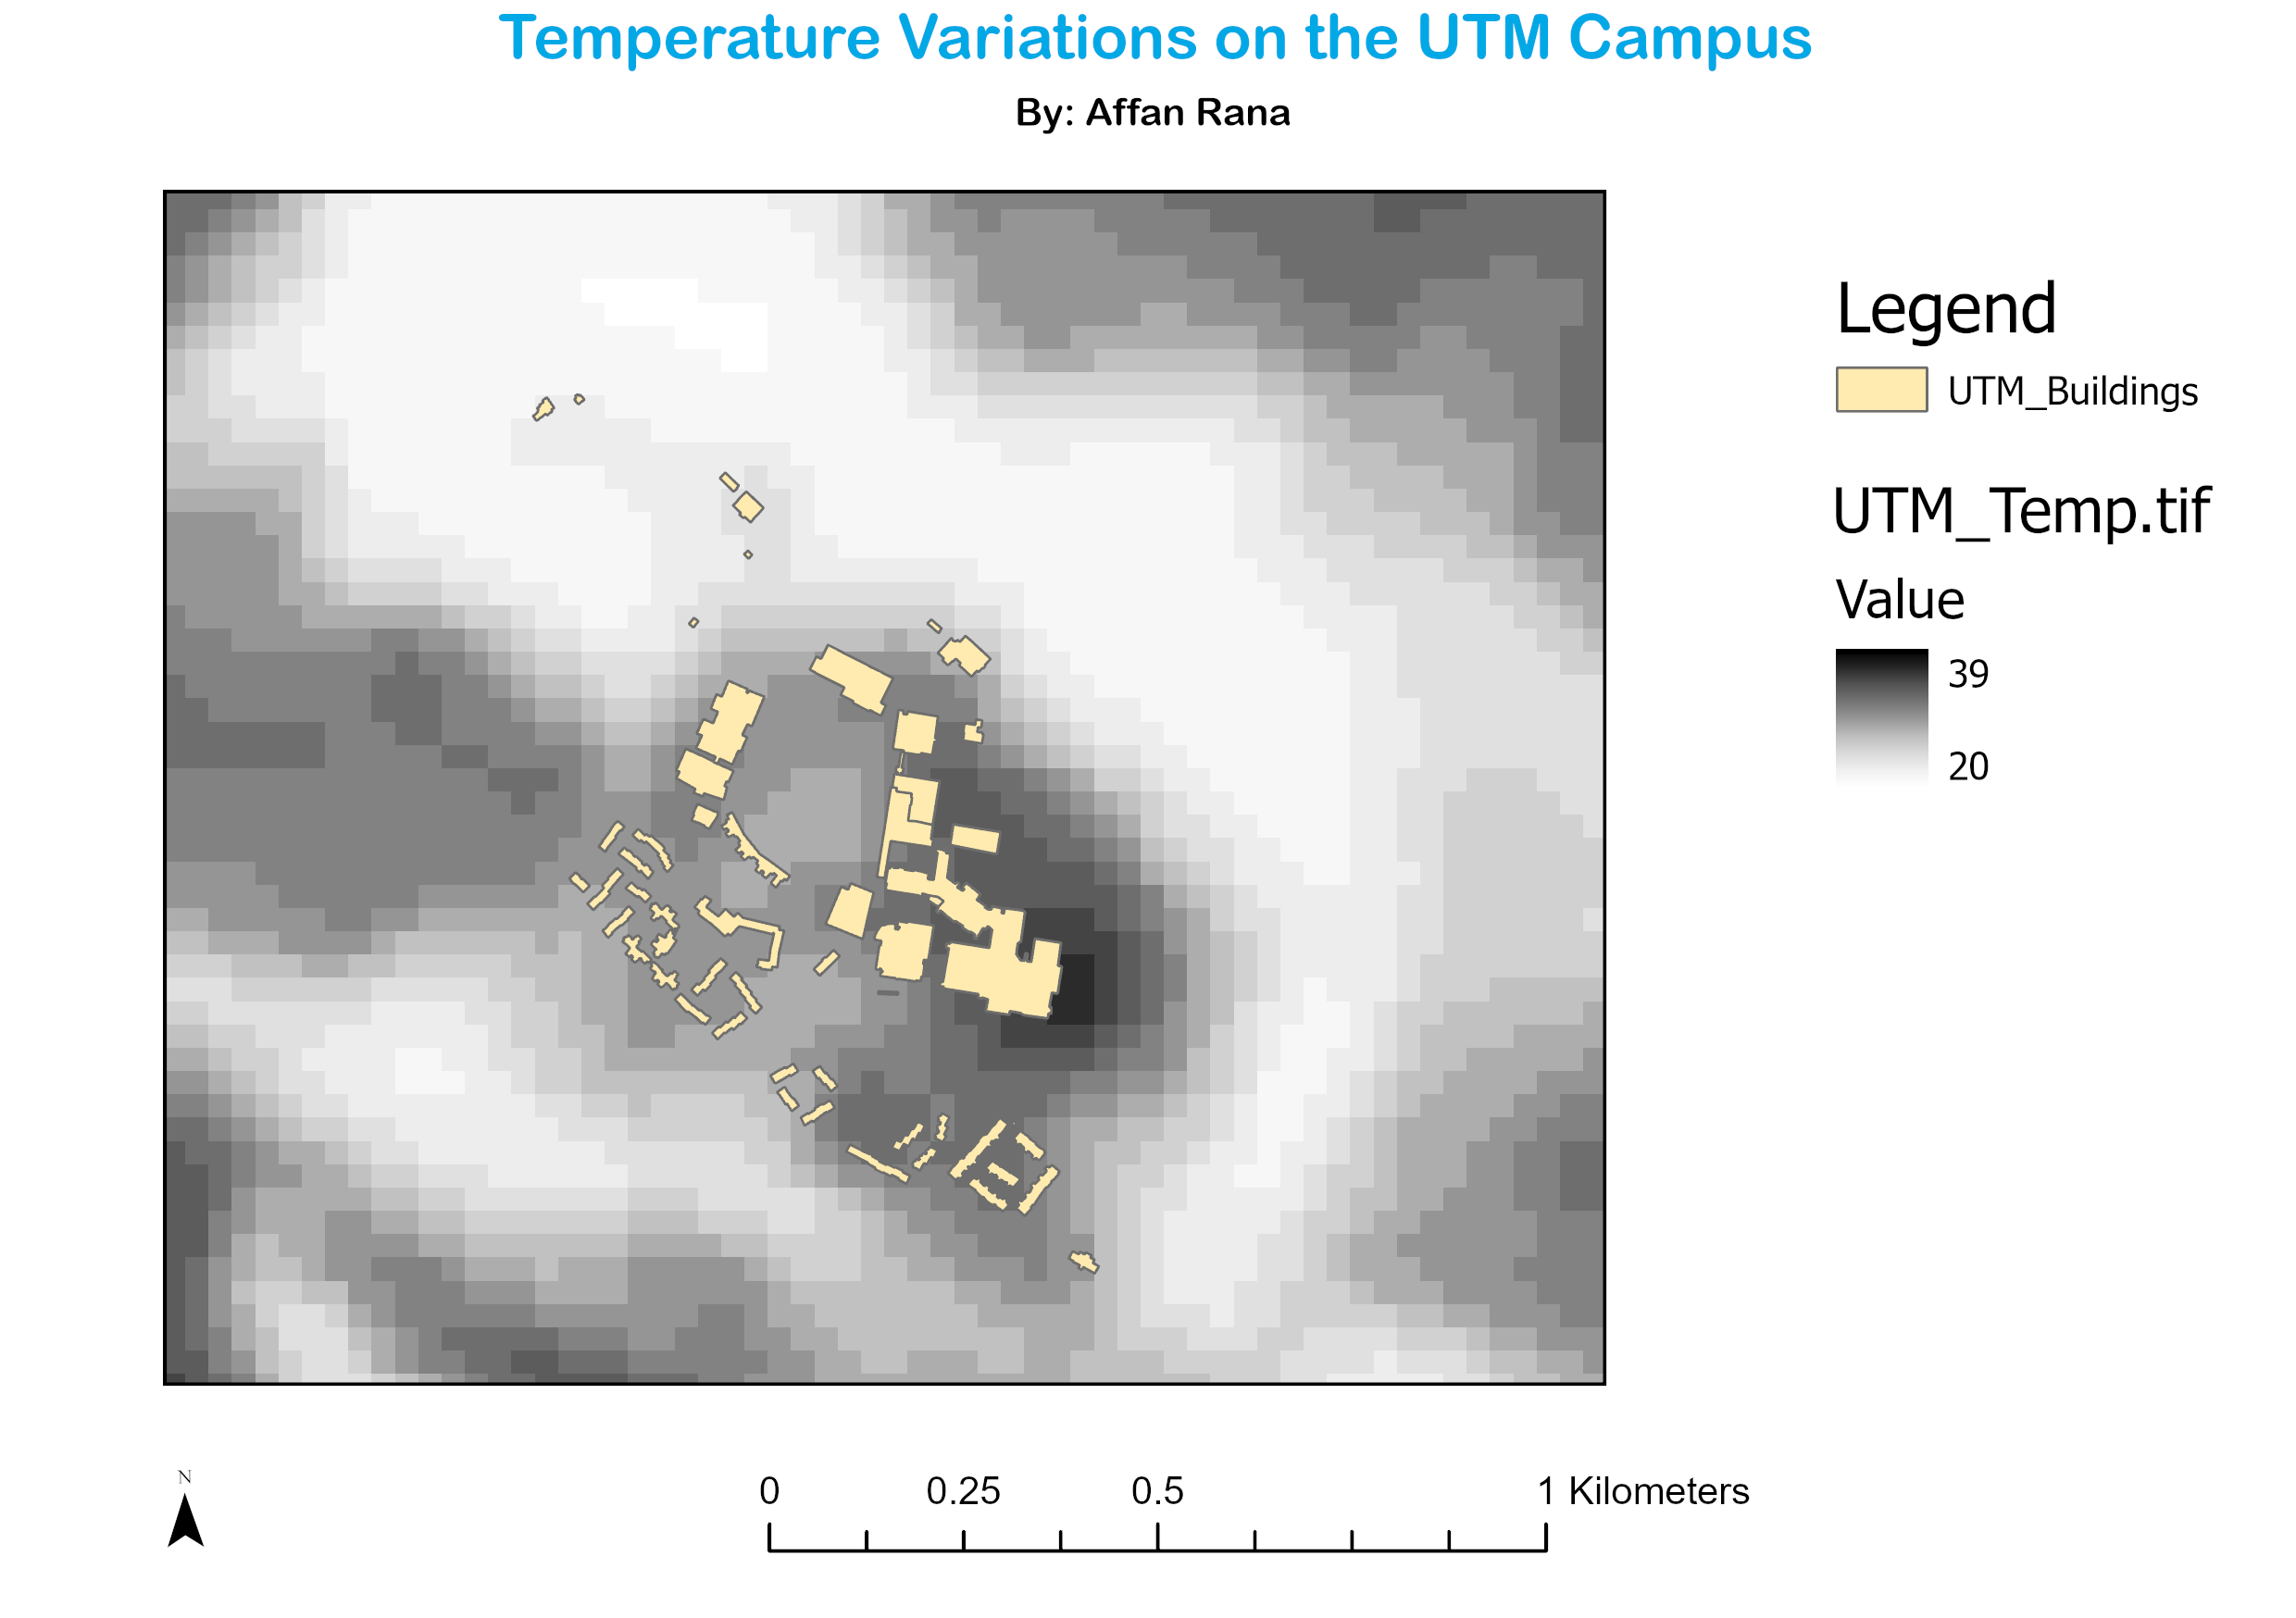 Temperature Variations on the UTM Campus
By: Affan Rana
Legend
UTM_Buildings
UTM_Temp.tif
Value
39
20
N
0 0.25 0.5 1 Kilometers